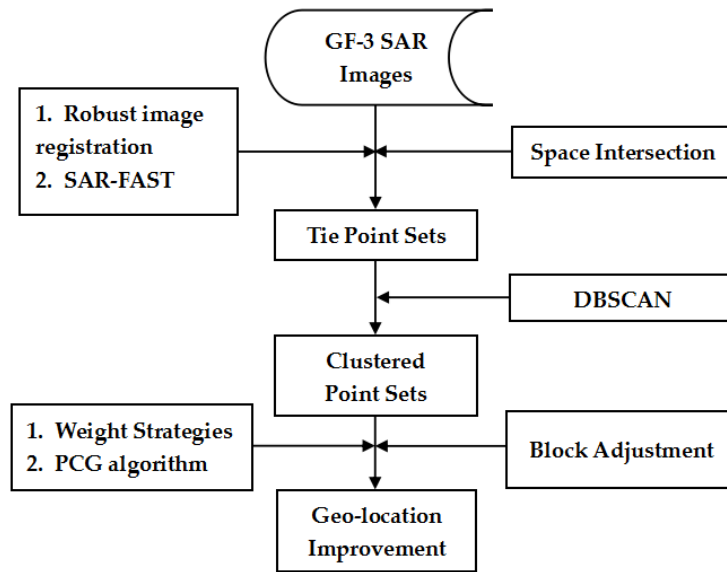 GF-3 SAR
Images
1. Robust image
registration
2. SAR-FAST
Space Intersection
Tie Point Sets
DBSCAN
Clustered
Point Sets
1. Weight Strategies
2. PCG algorithm
Block Adjustment
Geo-location
Improvement